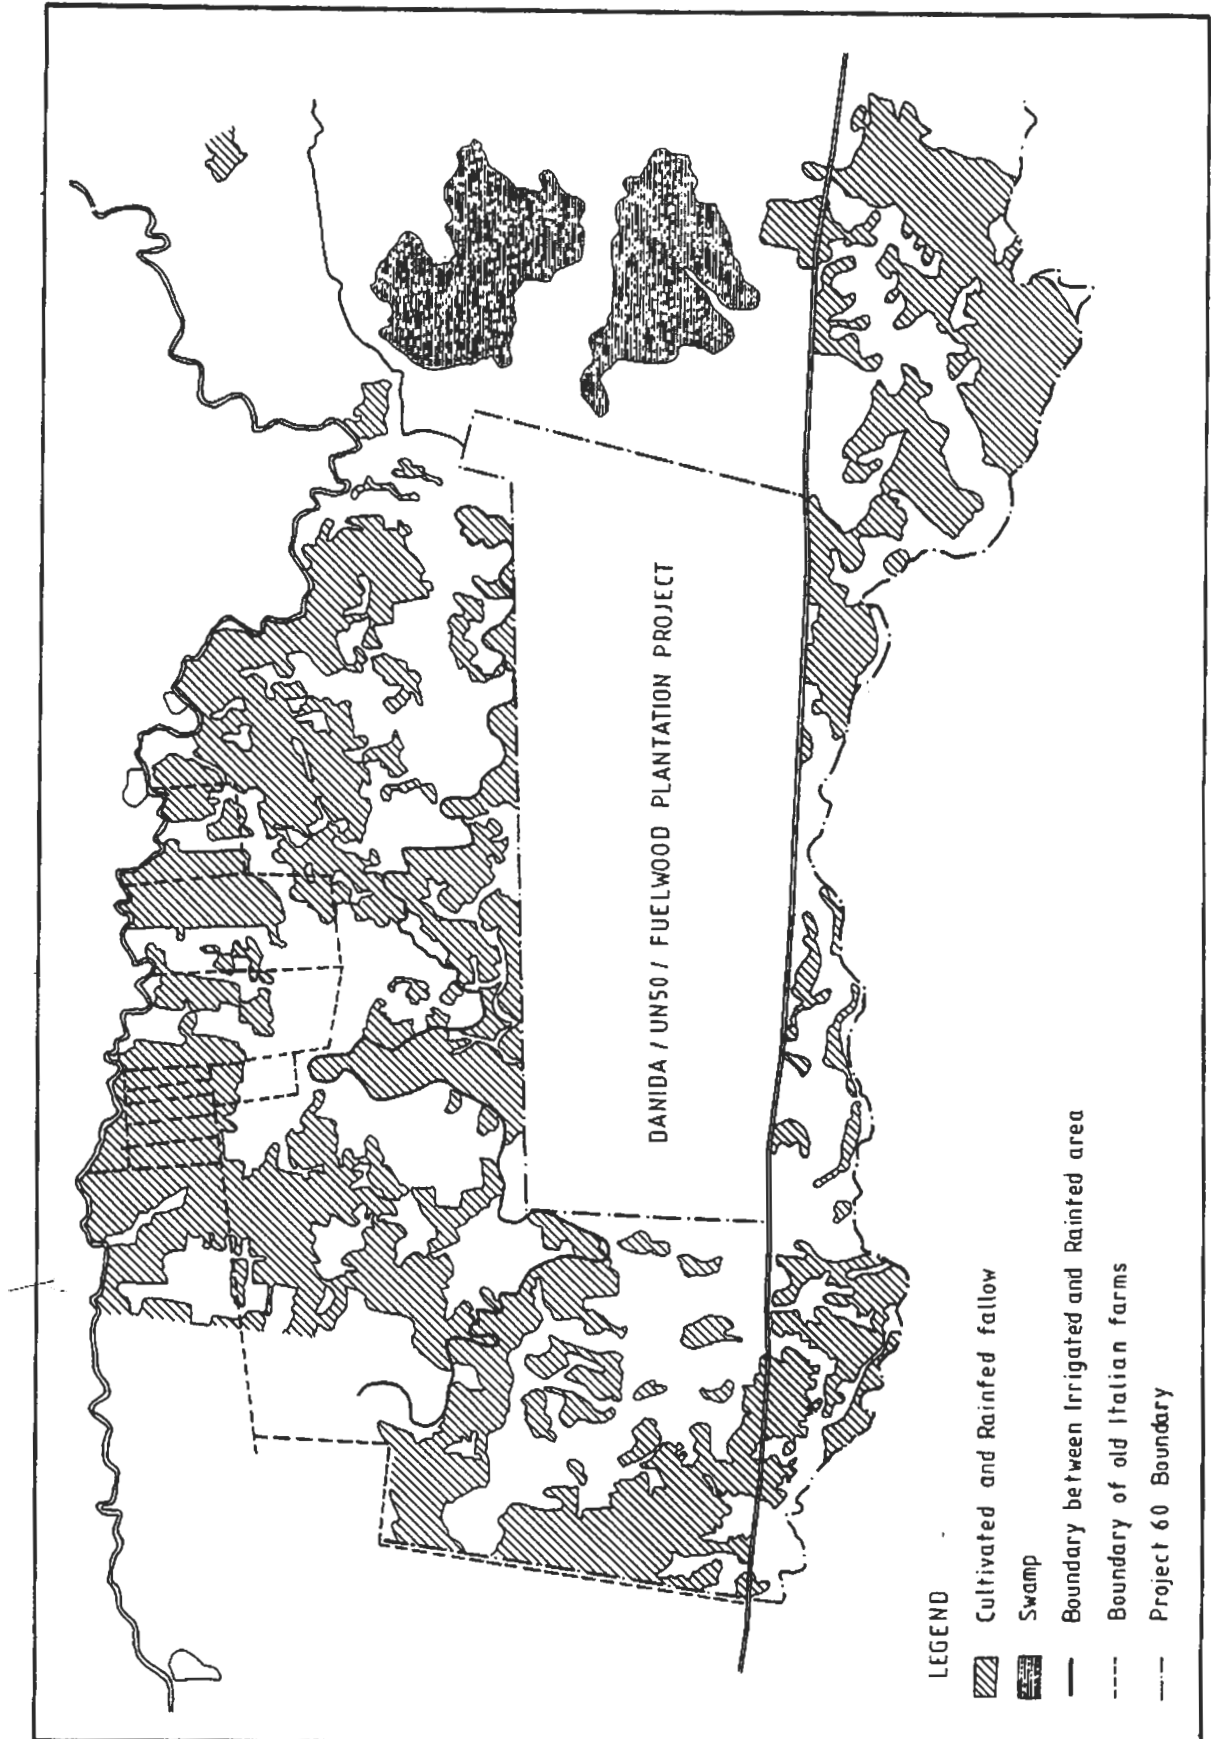 DANIDA / UN50 / FUELWOOD PLANTATION PROJECT
LEGEND
Cultivated and Rainfed fallow
Swamp
Boundary between Irrigated and Rainfed area
Boundary of old Italian farms
Project 60 Boundary